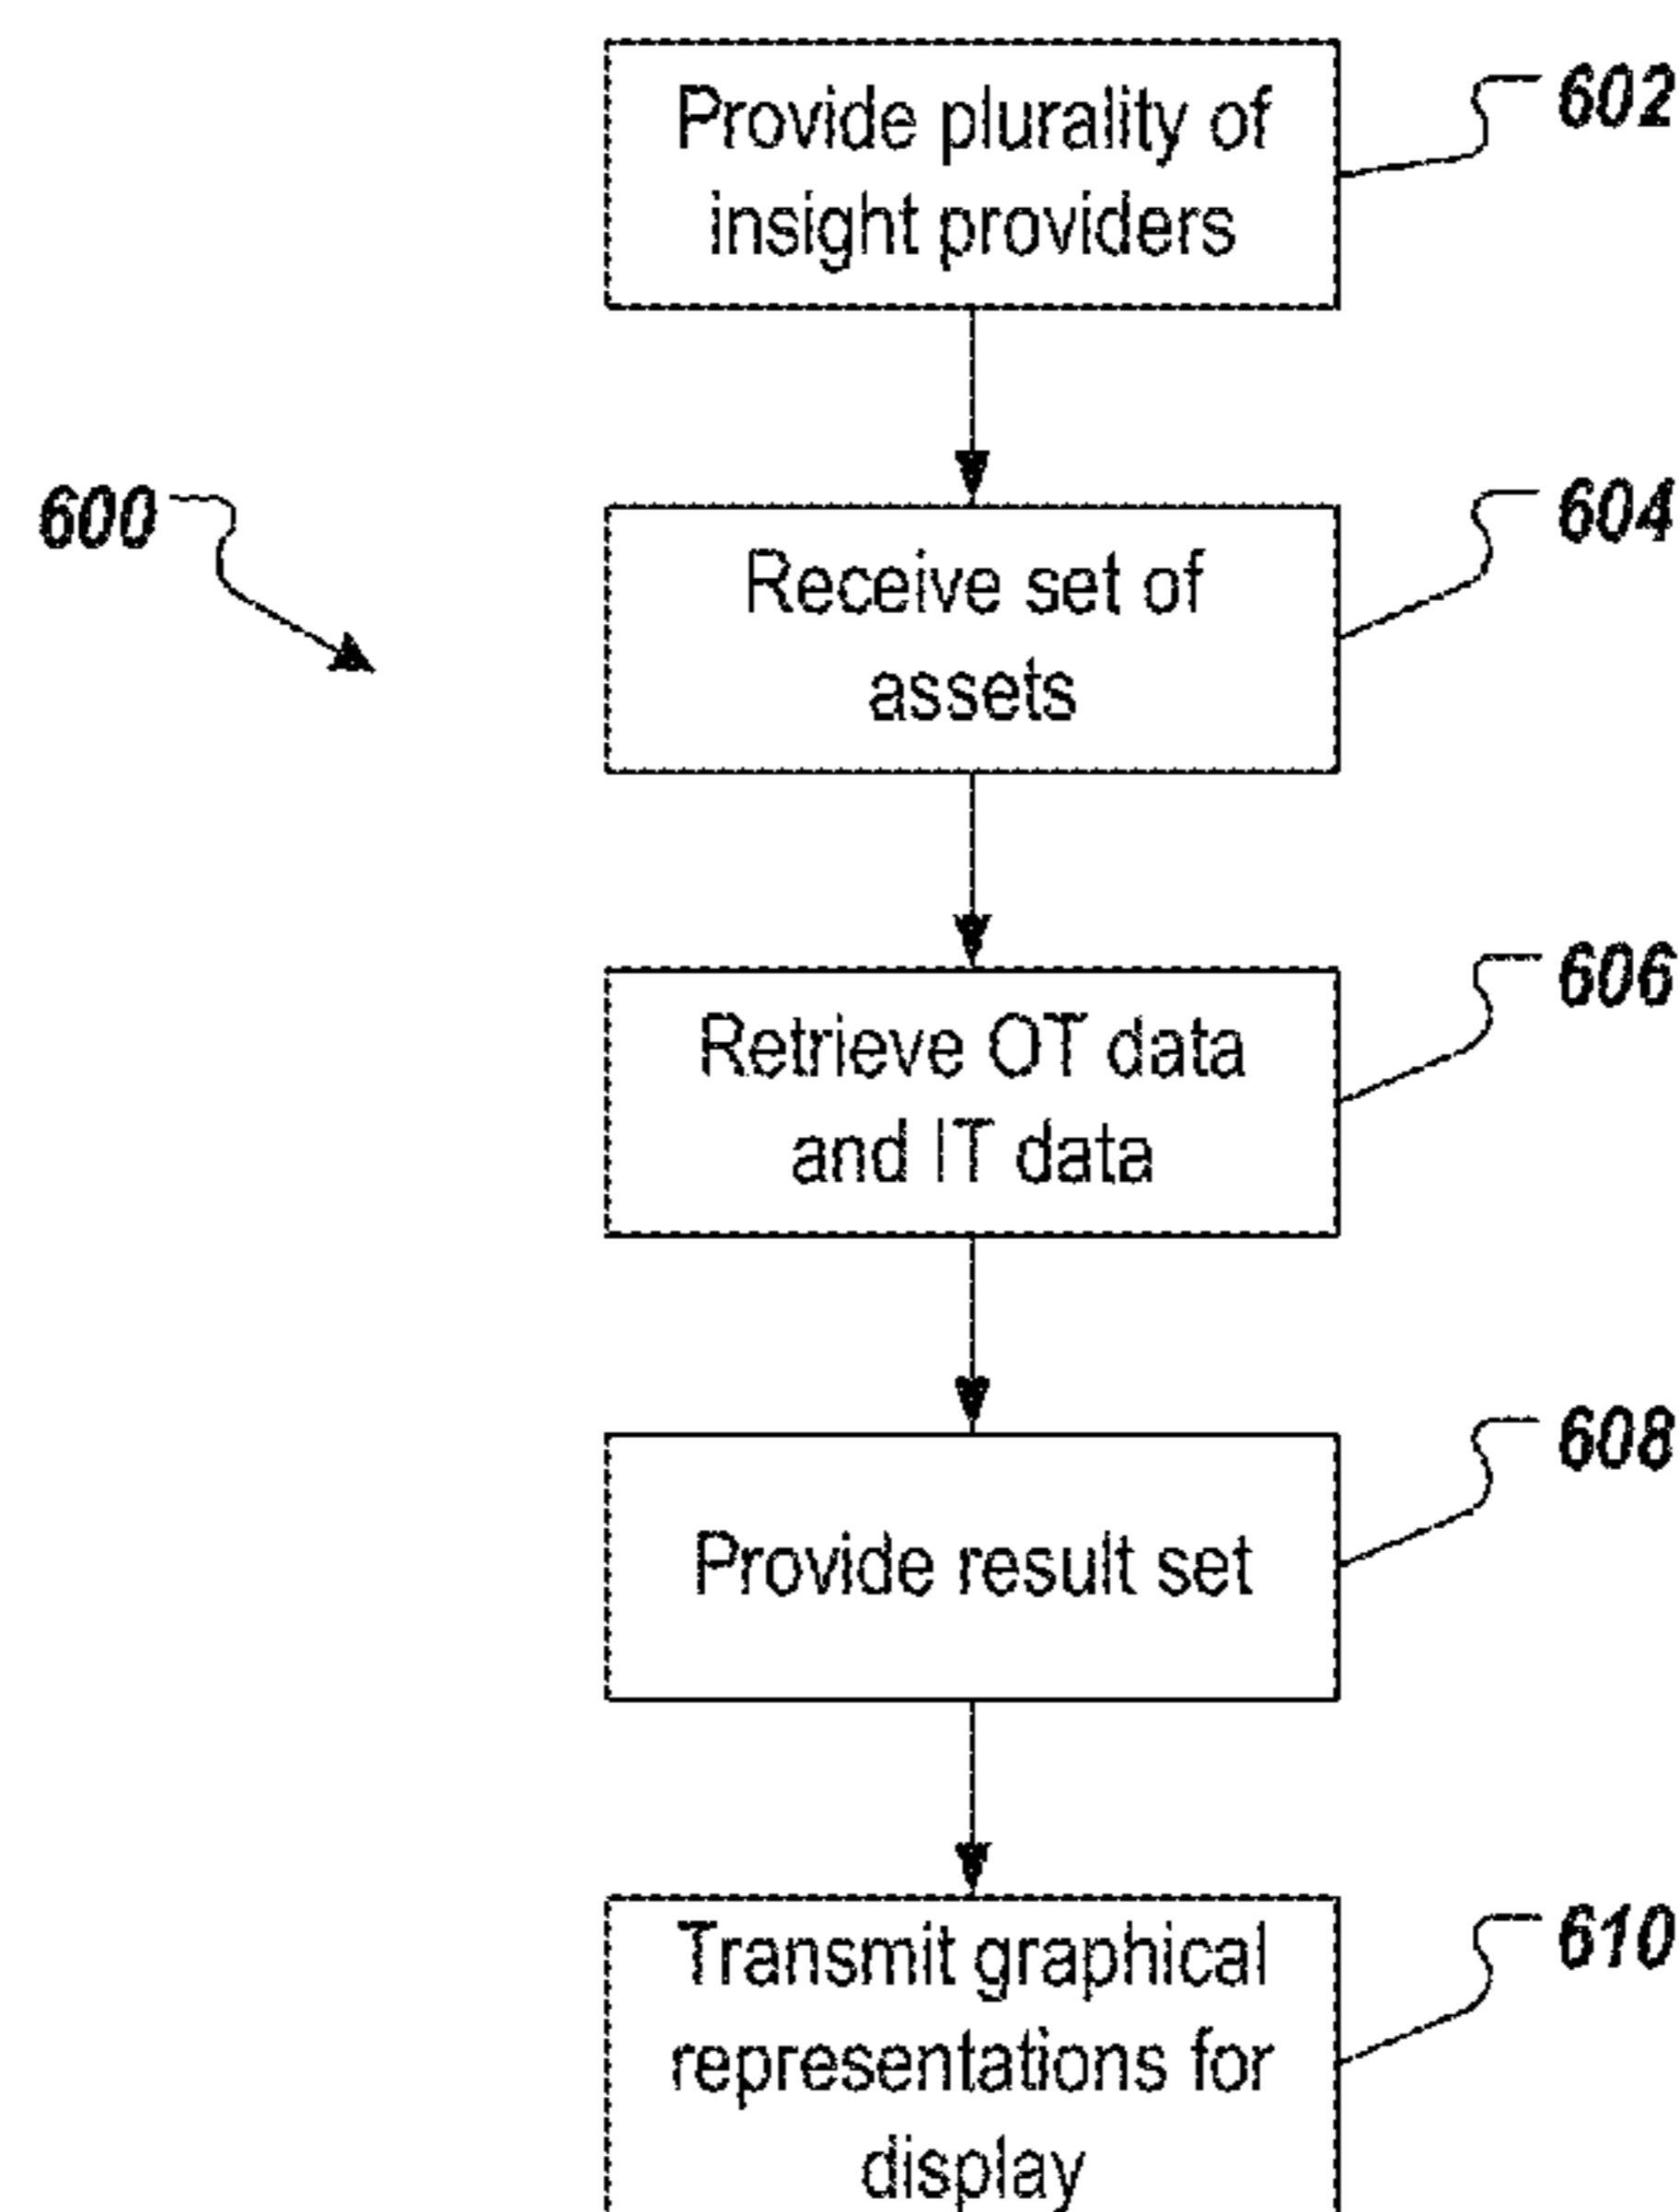 Provide plurality of
insight providers
602
600
Receive set of
assets
604
Retrieve OT data
and IT data
606
Provide result set
608
Transmit graphical
representations for
display
610